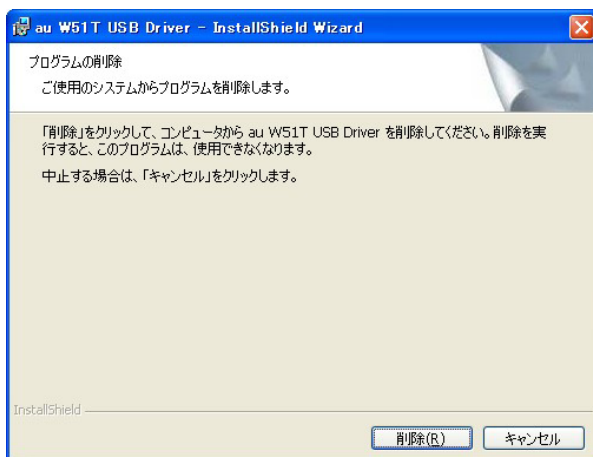 au W51T USB Driver - InstallShield Wizard
プログラムの削除
ご使用のシステムからプログラムを削除します。
「削除」をクリックして、コンピュータから au W51T USB Driver を削除してください。削除を実
行すると、このプログラムは、使用できなくなります。
中止する場合は、「キャンセル」をクリックします。
InstallShield
削除(R)
キャンセル